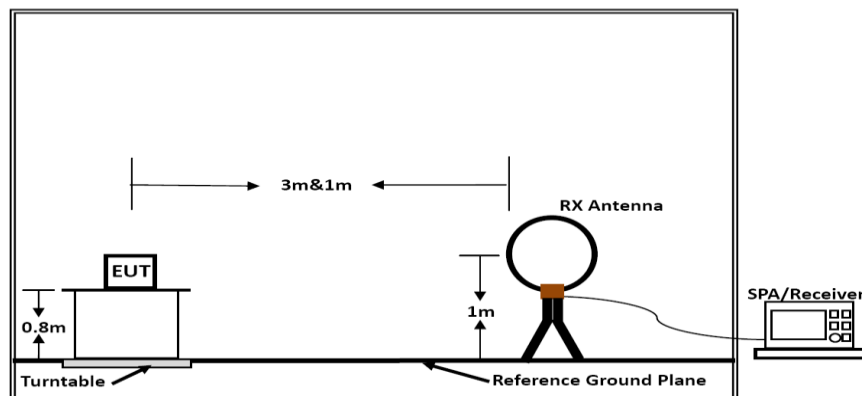 3m&1m
RX Antenna
EUT
SPA/Receiver
0.8m
1m
Turntable
Reference Ground Plane